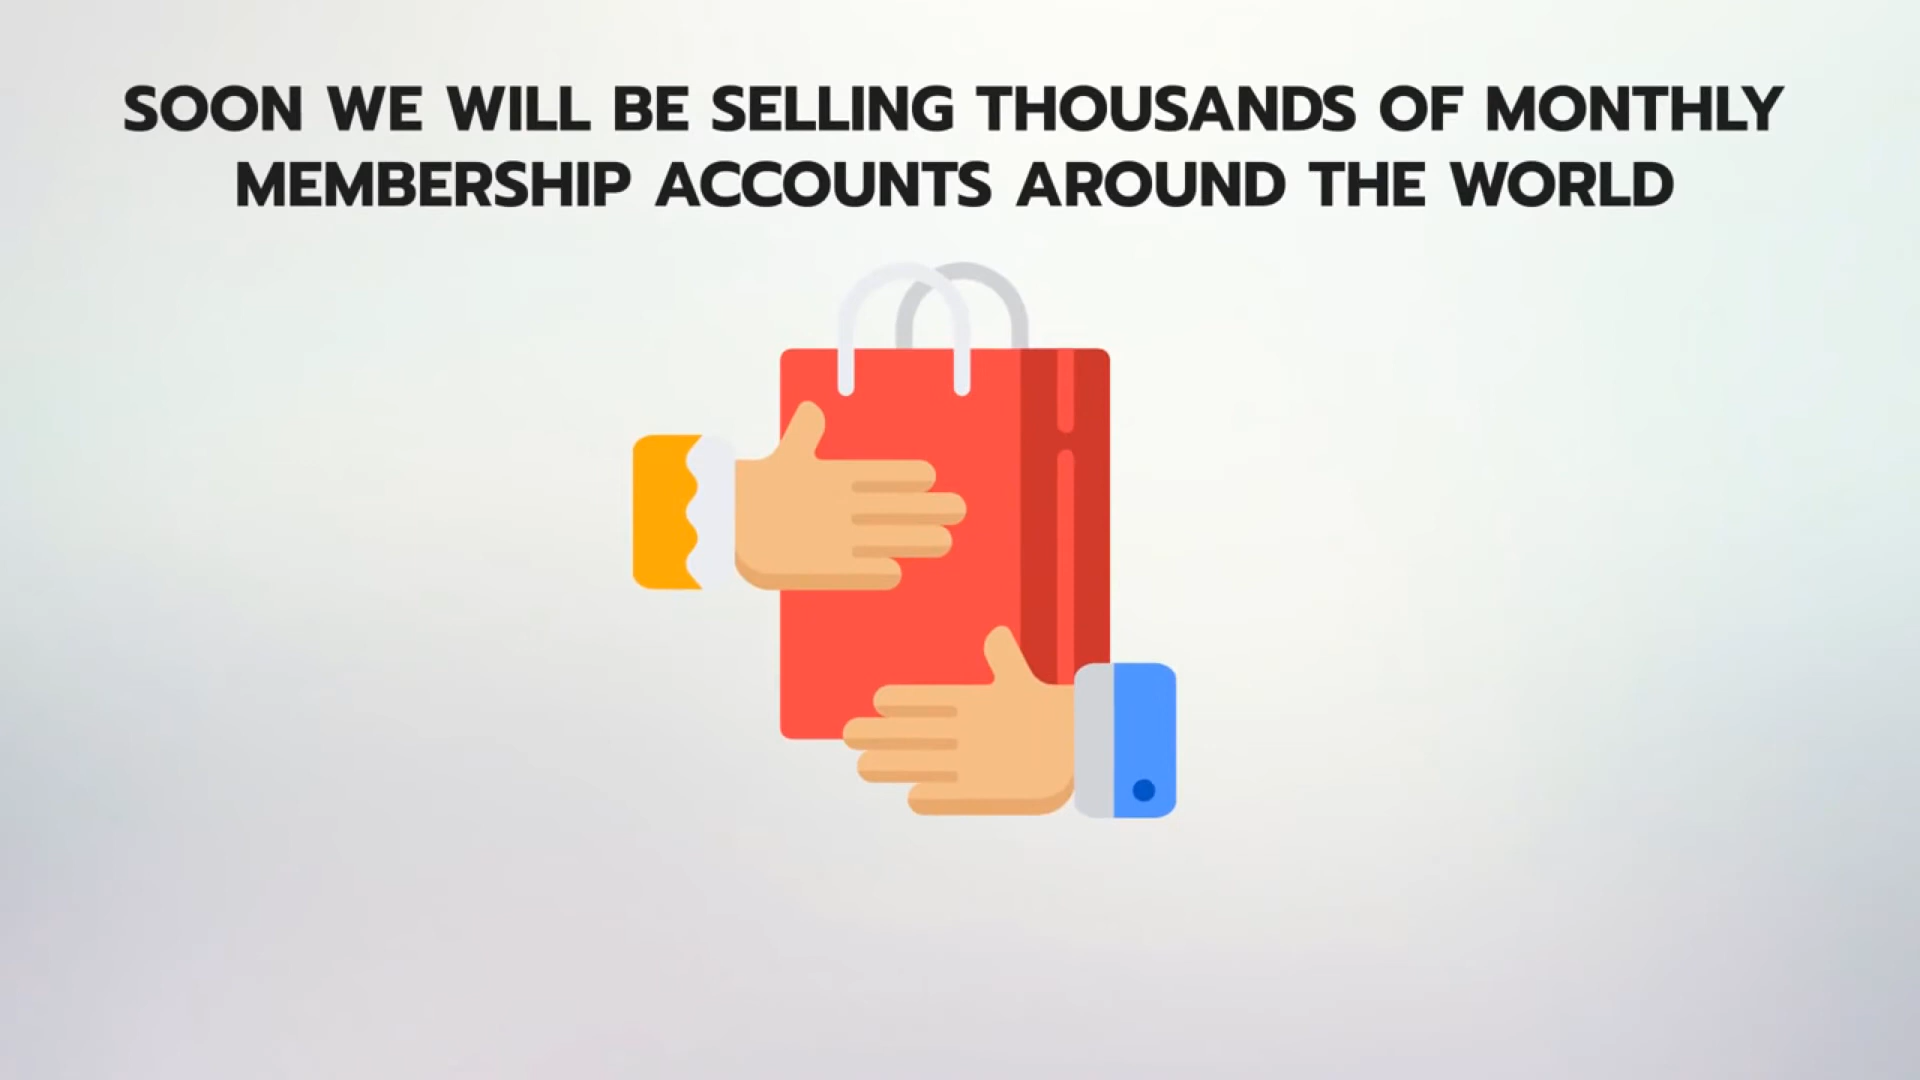 SOON WE WILL BE SELLING THOUSANDS OF MONTHLY
MEMBERSHIP ACCOUNTS AROUND THE WORLD